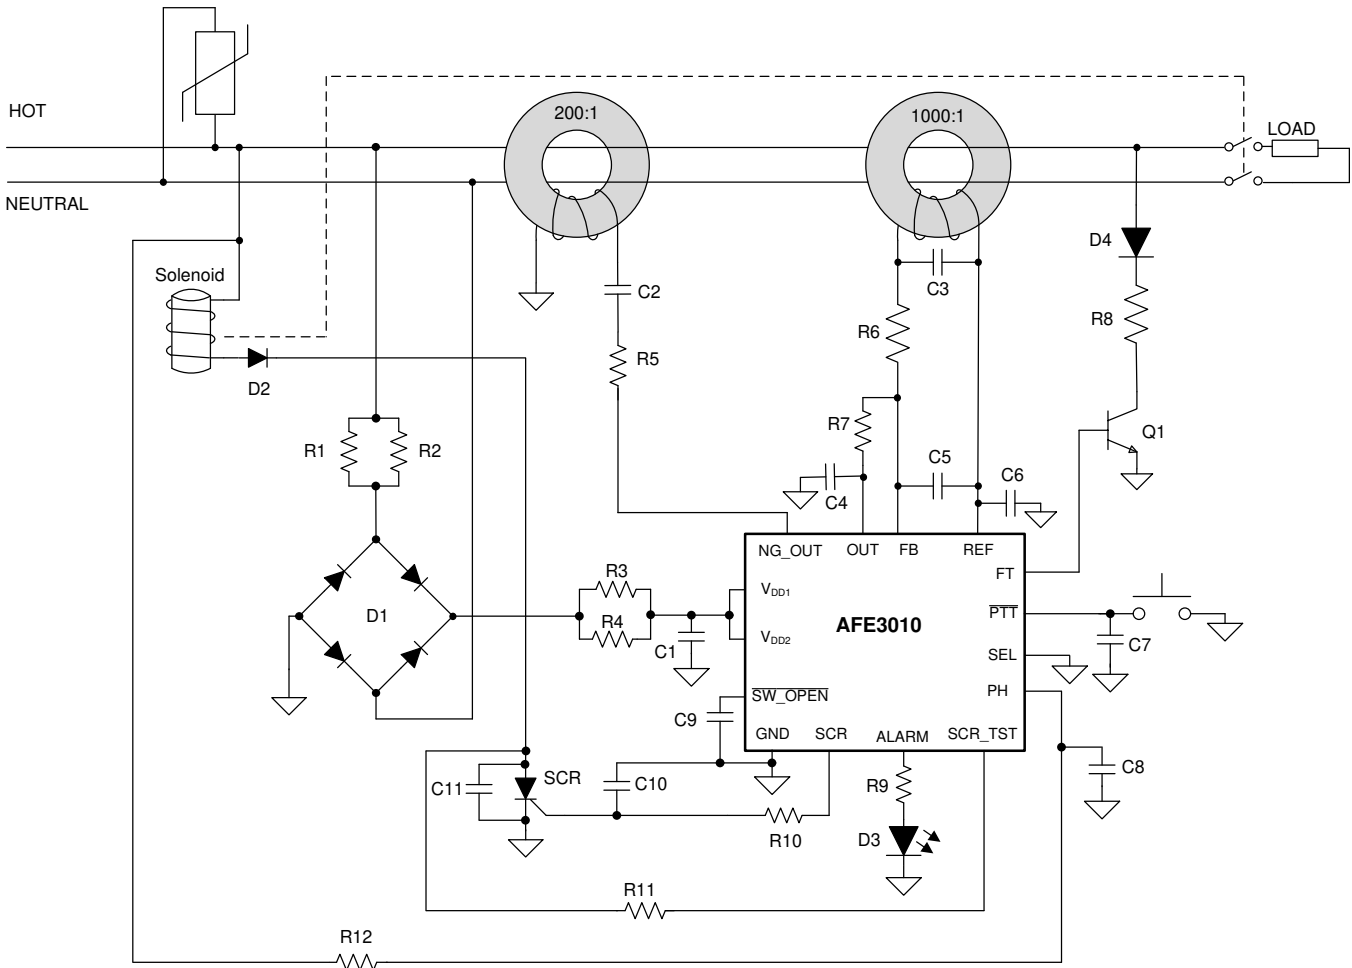 200:1
1000:1
HOT
LOAD
NEUTRAL
D4
Solenoid
C2
C3
R8
R6
R5
D2
R7
Q1
R1
R2
C5
C6
C4
NG_OUT
OUT
FB
REF
R3
FT
VDD1
D1
R4
AFE3010
PTT
VDD2
C1
C7
SEL
SW_OPEN
PH
C9
GND
SCR
ALARM
SCR_TST
C8
SCR
C11
C10
R9
R10
D3
R11
R12